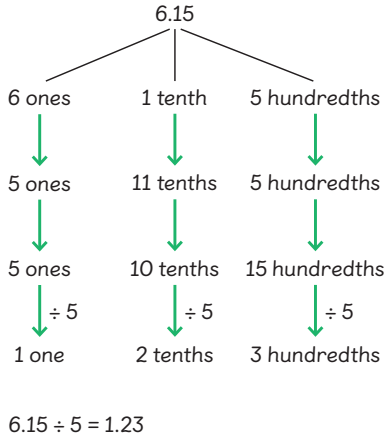 6.15
6 ones 1 tenth 5 hundredths
5 ones 11 tenths 5 hundredths
5 ones 10 tenths 15 hundredths
÷ 5 ÷ 5 ÷ 5
1 one 2 tenths 3 hundredths
6.15 ÷ 5 = 1.23